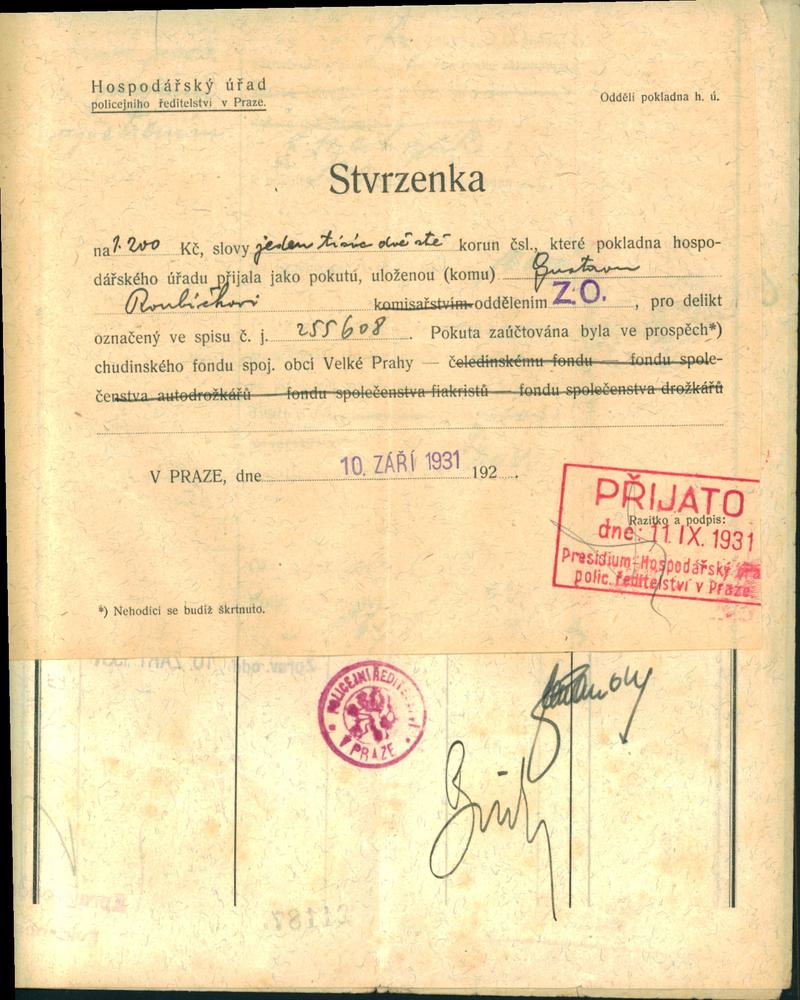 Hospodářský úřad
policejního ředitelství v Praze.
Oddělí pokladna h. ú.
Stvrzenka
na 1.200 Kč, slovy jeden tisíc dvě stě korun čsl., které pokladna hospo-
dářského úřadu přijala jako pokutu, uloženou (komu) Gustavu
Roubíčkovi komisařstvím oddělením Z.O. , pro delikt
označený ve spisu č. j. 255608 . Pokuta zaúčtována byla ve prospěch*)
chudinského fondu spoj. obcí Velké Prahy — čeledínskému fondu — fondu spole-
čenstva autodrožkářů — fondu společenstva fiakristů — fondu společenstva drožkářů
V PRAZE, dne 10. ZÁŘÍ 1931 192 .
PŘIJATO
Razítko a podpis:
dne: 11. IX. 1931
Presidium-Hospodářský
polic. ředitelství v Praze.
*) Nehodící se budiž škrtnuto.
POLICEJNÍ ŘEDITELSTVÍ
V PRAZE